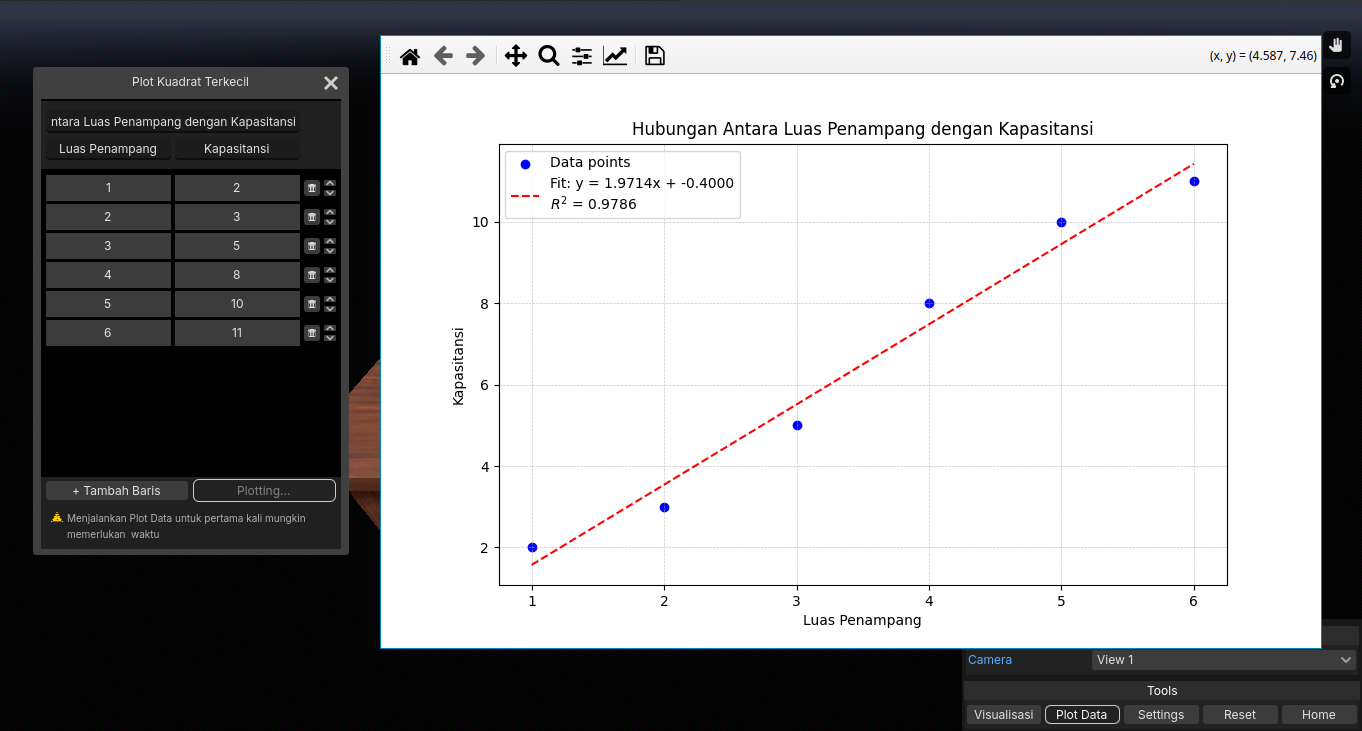 (x, y) = (4.587, 7.46)
Plot Kuadrat Terkecil
ntara Luas Penampang dengan Kapasitansi
Luas Penampang Kapasitansi
1 2
2 3
3 5
4 8
5 10
6 11
+ Tambah Baris Plotting...
Menjalankan Plot Data untuk pertama kali mungkin
memerlukan waktu
Hubungan Antara Luas Penampang dengan Kapasitansi
Data points
Fit: y = 1.9714x + -0.4000
R² = 0.9786
10
8
6
4
2
Kapasitansi
1 2 3 4 5 6
Luas Penampang
Camera View 1
Tools
Visualisasi Plot Data Settings Reset Home